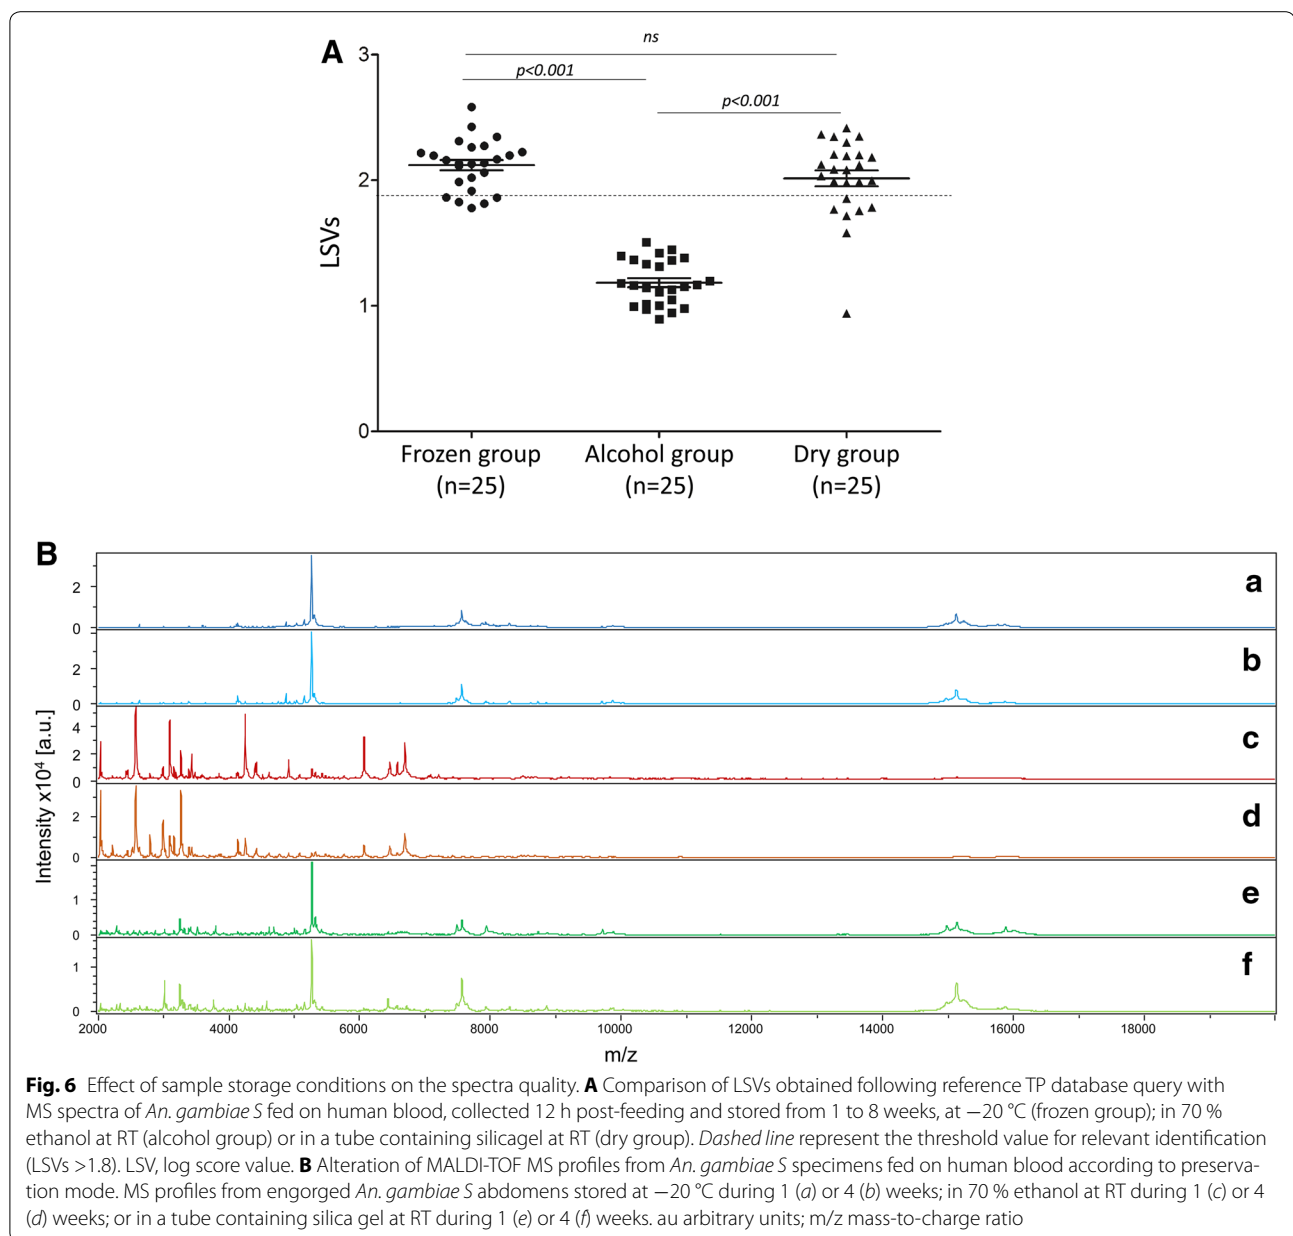 A
3
ns
p<0.001
p<0.001
2
LSVs
1
0
Frozen group
(n=25)
Alcohol group
(n=25)
Dry group
(n=25)
B
2
a
0
2
b
0
4
c
2
0
2
d
0
1
e
0
1
f
0
Intensity x10⁴ [a.u.]
2000 4000 6000 8000 10000 12000 14000 16000 18000
m/z
Fig. 6 Effect of sample storage conditions on the spectra quality. A Comparison of LSVs obtained following reference TP database query with
MS spectra of An. gambiae S fed on human blood, collected 12 h post-feeding and stored from 1 to 8 weeks, at −20 °C (frozen group); in 70 %
ethanol at RT (alcohol group) or in a tube containing silicagel at RT (dry group). Dashed line represent the threshold value for relevant identification
(LSVs >1.8). LSV, log score value. B Alteration of MALDI-TOF MS profiles from An. gambiae S specimens fed on human blood according to preserva-
tion mode. MS profiles from engorged An. gambiae S abdomens stored at −20 °C during 1 (a) or 4 (b) weeks; in 70 % ethanol at RT during 1 (c) or 4
(d) weeks; or in a tube containing silica gel at RT during 1 (e) or 4 (f) weeks. au arbitrary units; m/z mass-to-charge ratio